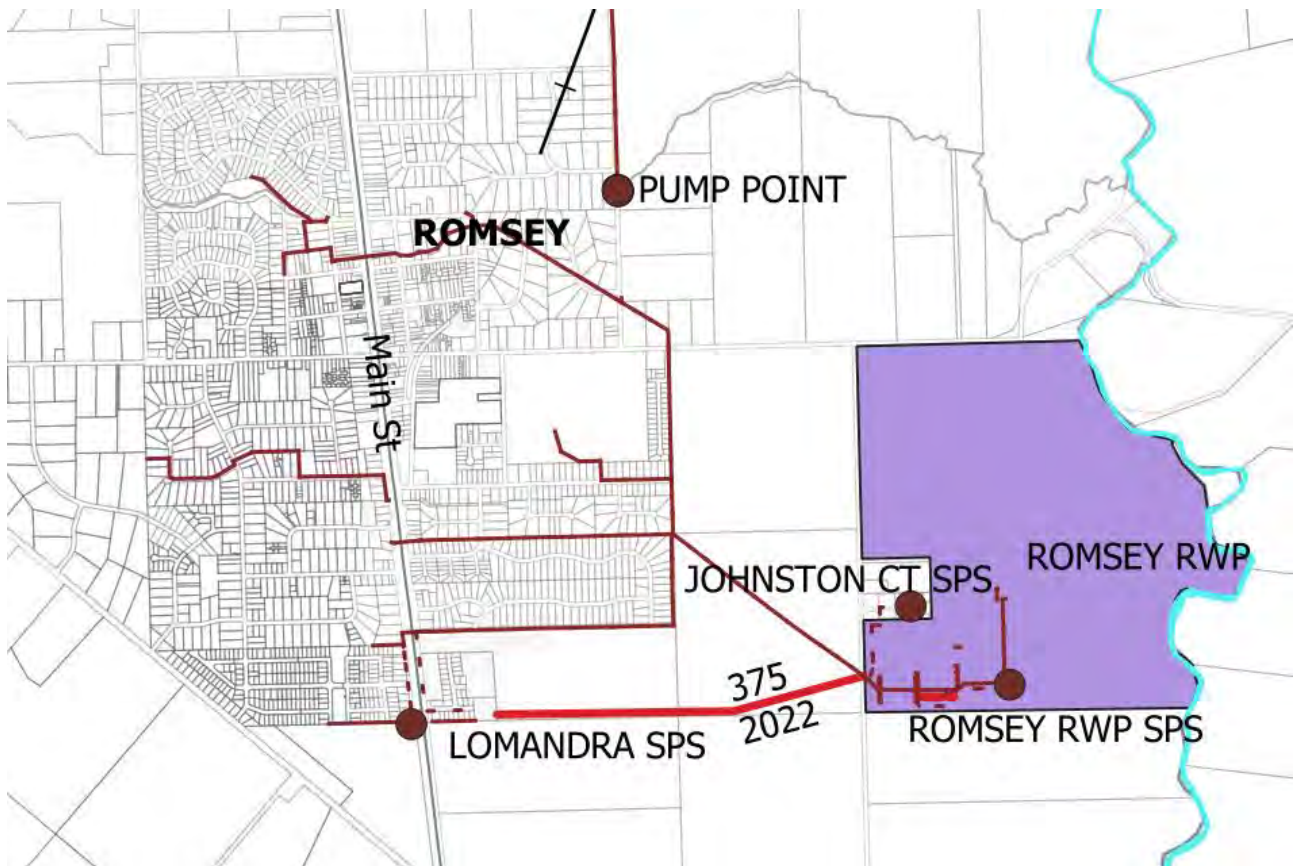 PUMP POINT
ROMSEY
Main St
ROMSEY RWP
JOHNSTON CT SPS
375
2022
ROMSEY RWP SPS
LOMANDRA SPS